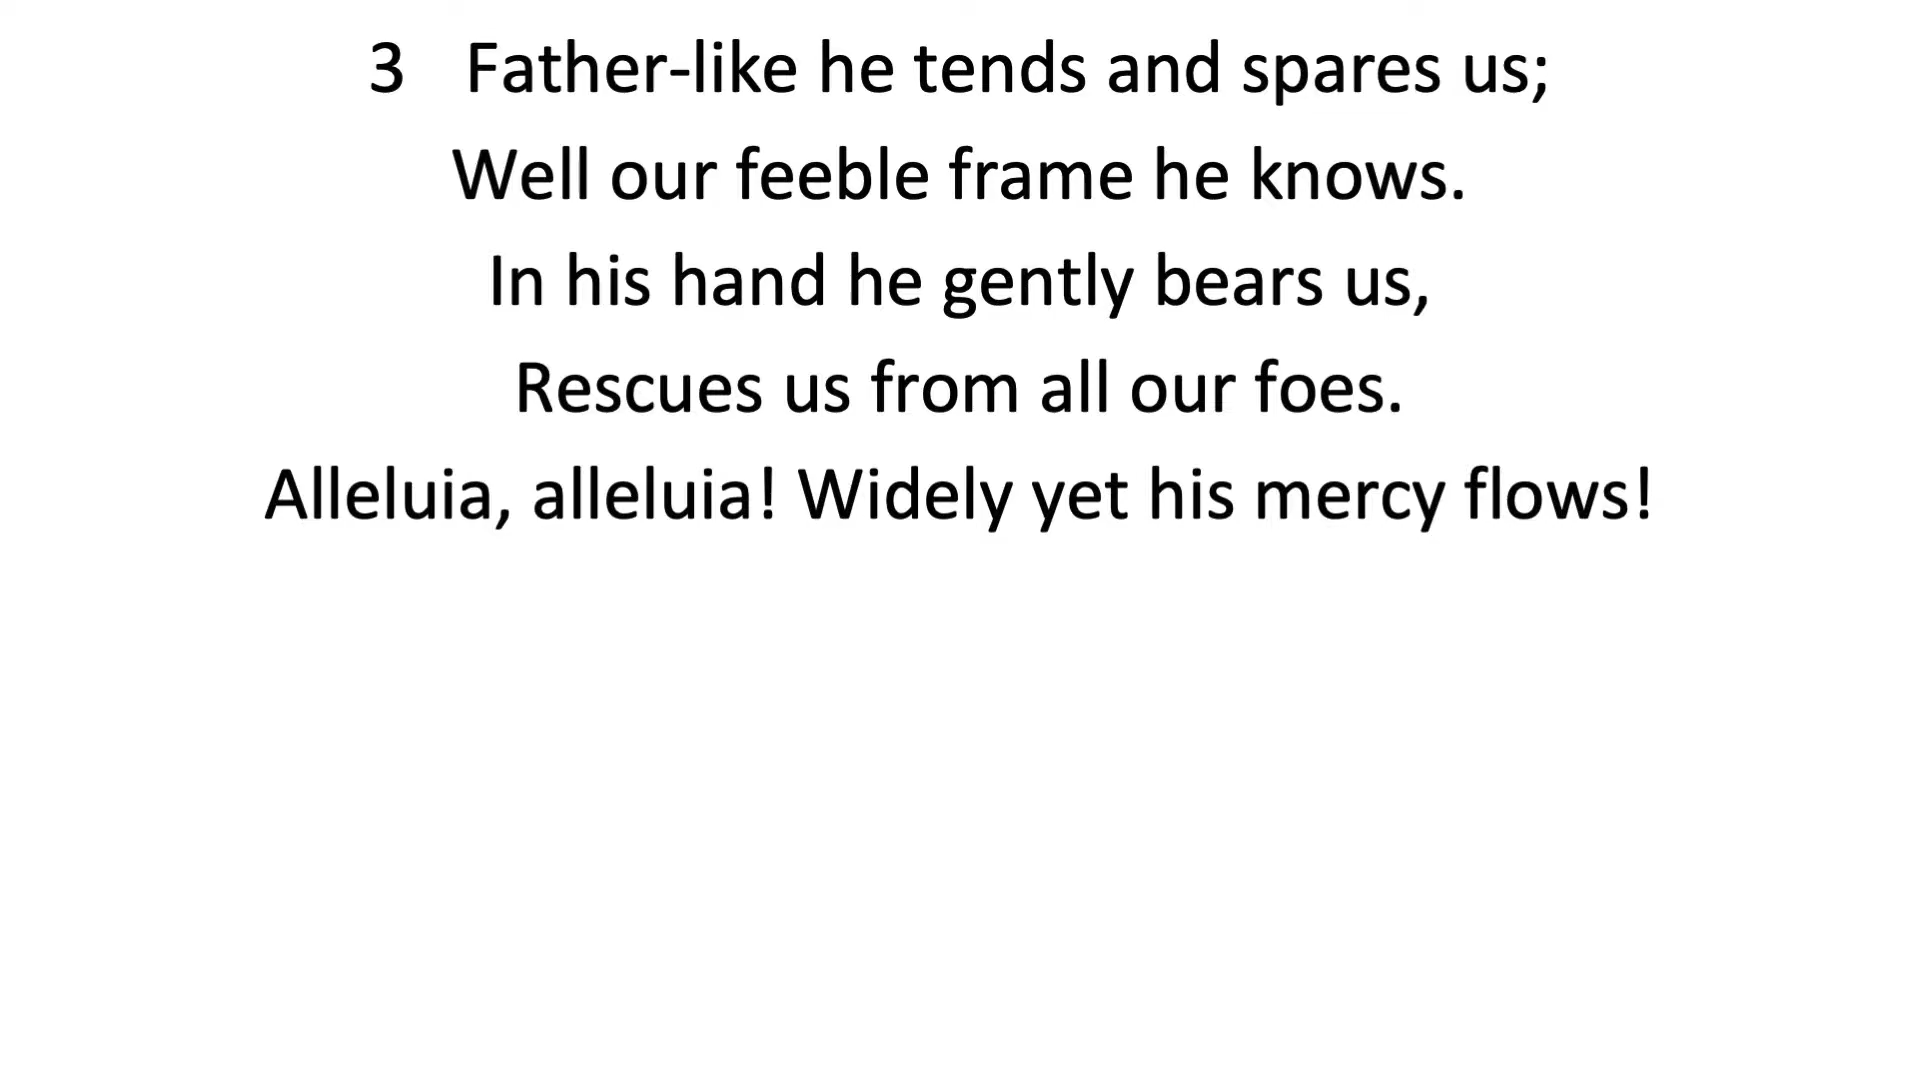 3 Father-like he tends and spares us;
Well our feeble frame he knows.
In his hand he gently bears us,
Rescues us from all our foes.
Alleluia, alleluia! Widely yet his mercy flows!